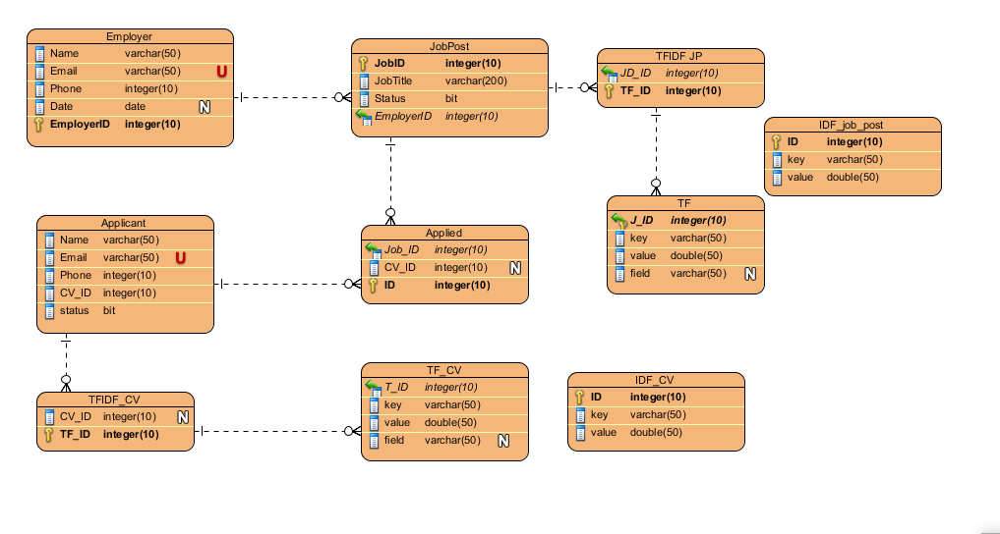 Employer
Name varchar(50)
Email varchar(50) U
Phone integer(10)
Date date N
EmployerID integer(10)
JobPost
JobID integer(10)
JobTitle varchar(200)
Status bit
EmployerID integer(10)
TFIDF JP
JD_ID integer(10)
TF_ID integer(10)
IDF_job_post
ID integer(10)
key varchar(50)
value double(50)
TF
J_ID integer(10)
key varchar(50)
value double(50)
field varchar(50) N
Applicant
Name varchar(50)
Email varchar(50) U
Phone integer(10)
CV_ID integer(10)
status bit
Applied
Job_ID integer(10)
CV_ID integer(10) N
ID integer(10)
TFIDF_CV
CV_ID integer(10) N
TF_ID integer(10)
TF_CV
T_ID integer(10)
key varchar(50)
value double(50)
field varchar(50) N
IDF_CV
ID integer(10)
key varchar(50)
value double(50)